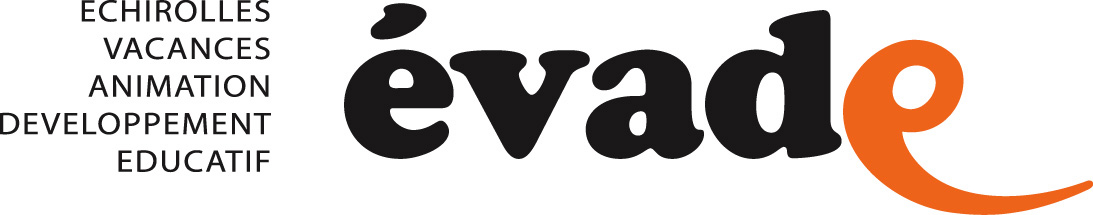 ECHIROLLES
VACANCES
ANIMATION
DEVELOPPEMENT
EDUCATIF
évade